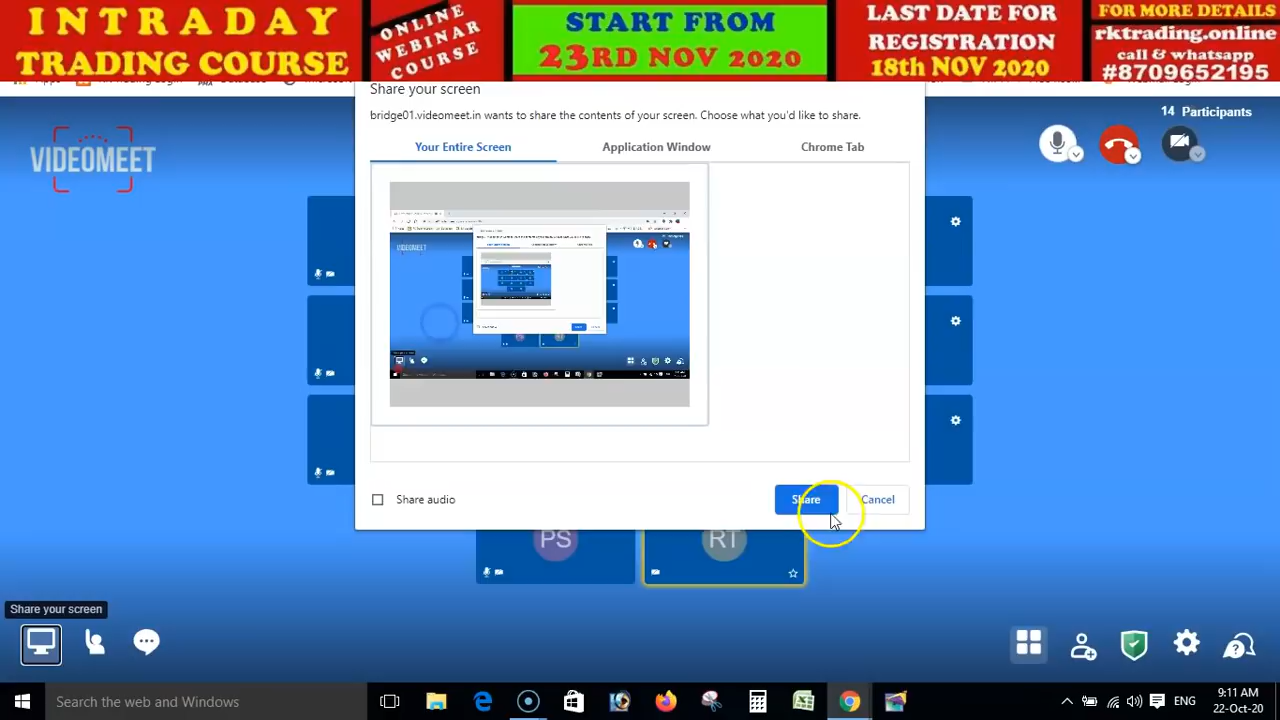 INTRADAY
TRADING COURSE
ONLINE
WEBINAR
COURSE
START FROM
23RD NOV 2020
LAST DATE FOR
REGISTRATION
18th NOV 2020
FOR MORE DETAILS
rktrading.online
call & whatsapp
#8709652195
Share your screen
bridge01.videomeet.in wants to share the contents of your screen. Choose what you'd like to share.
Your Entire Screen
Application Window
Chrome Tab
14 Participants
VIDEOMEET
Share audio
Share
Cancel
PS
RT
Share your screen
Search the web and Windows
ENG
9:11 AM
22-Oct-20